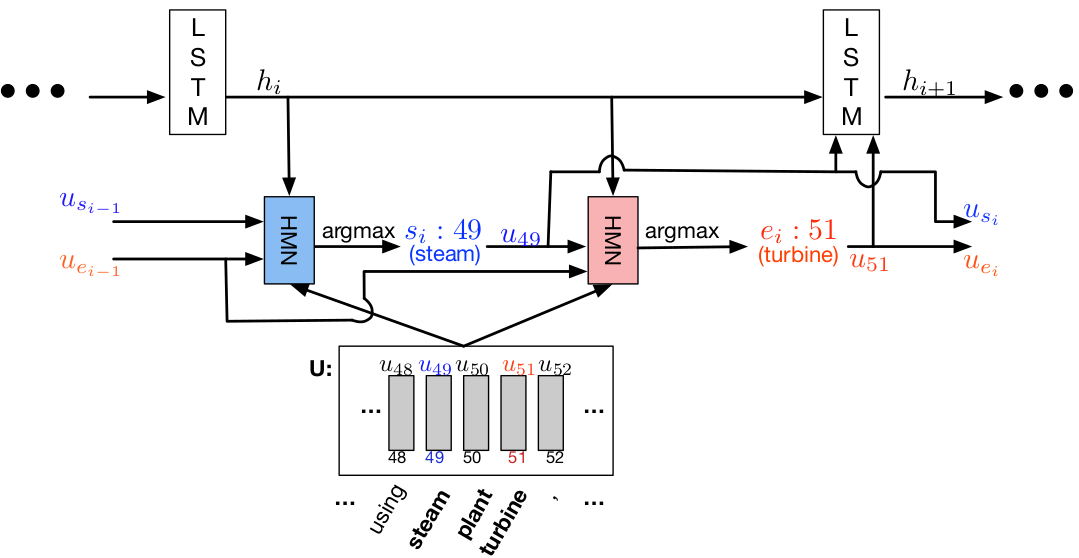 LSTM
LSTM
••• h_i h_{i+1} •••
u_{s_{i-1}}
u_{e_{i-1}}
HMN
argmax
s_i : 49
(steam)
u_{49}
HMN
argmax
e_i : 51
(turbine)
u_{51}
u_{s_i}
u_{e_i}
U:
u_{48} u_{49} u_{50} u_{51} u_{52}
... ...
48 49 50 51 52
... using steam plant turbine , ...